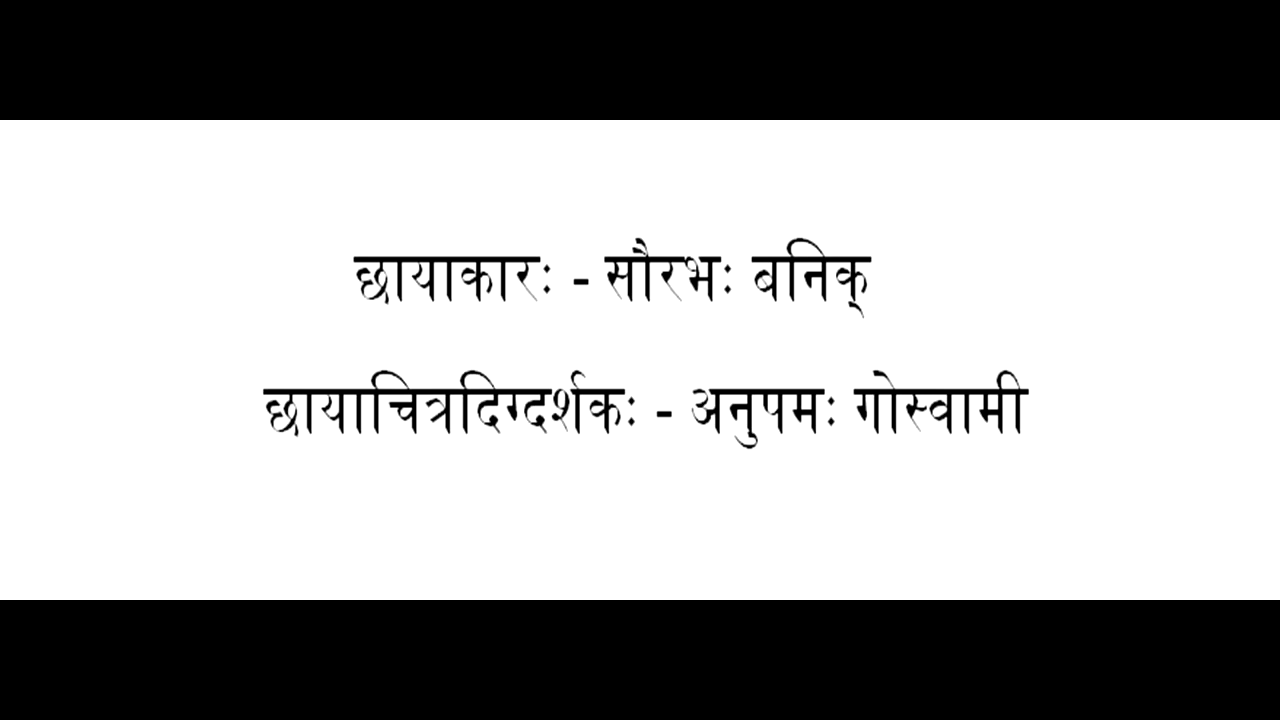 छायाकारः - सौरभः बनिक्
छायाचित्रदिग्दर्शकः - अनुपमः गोस्वामी